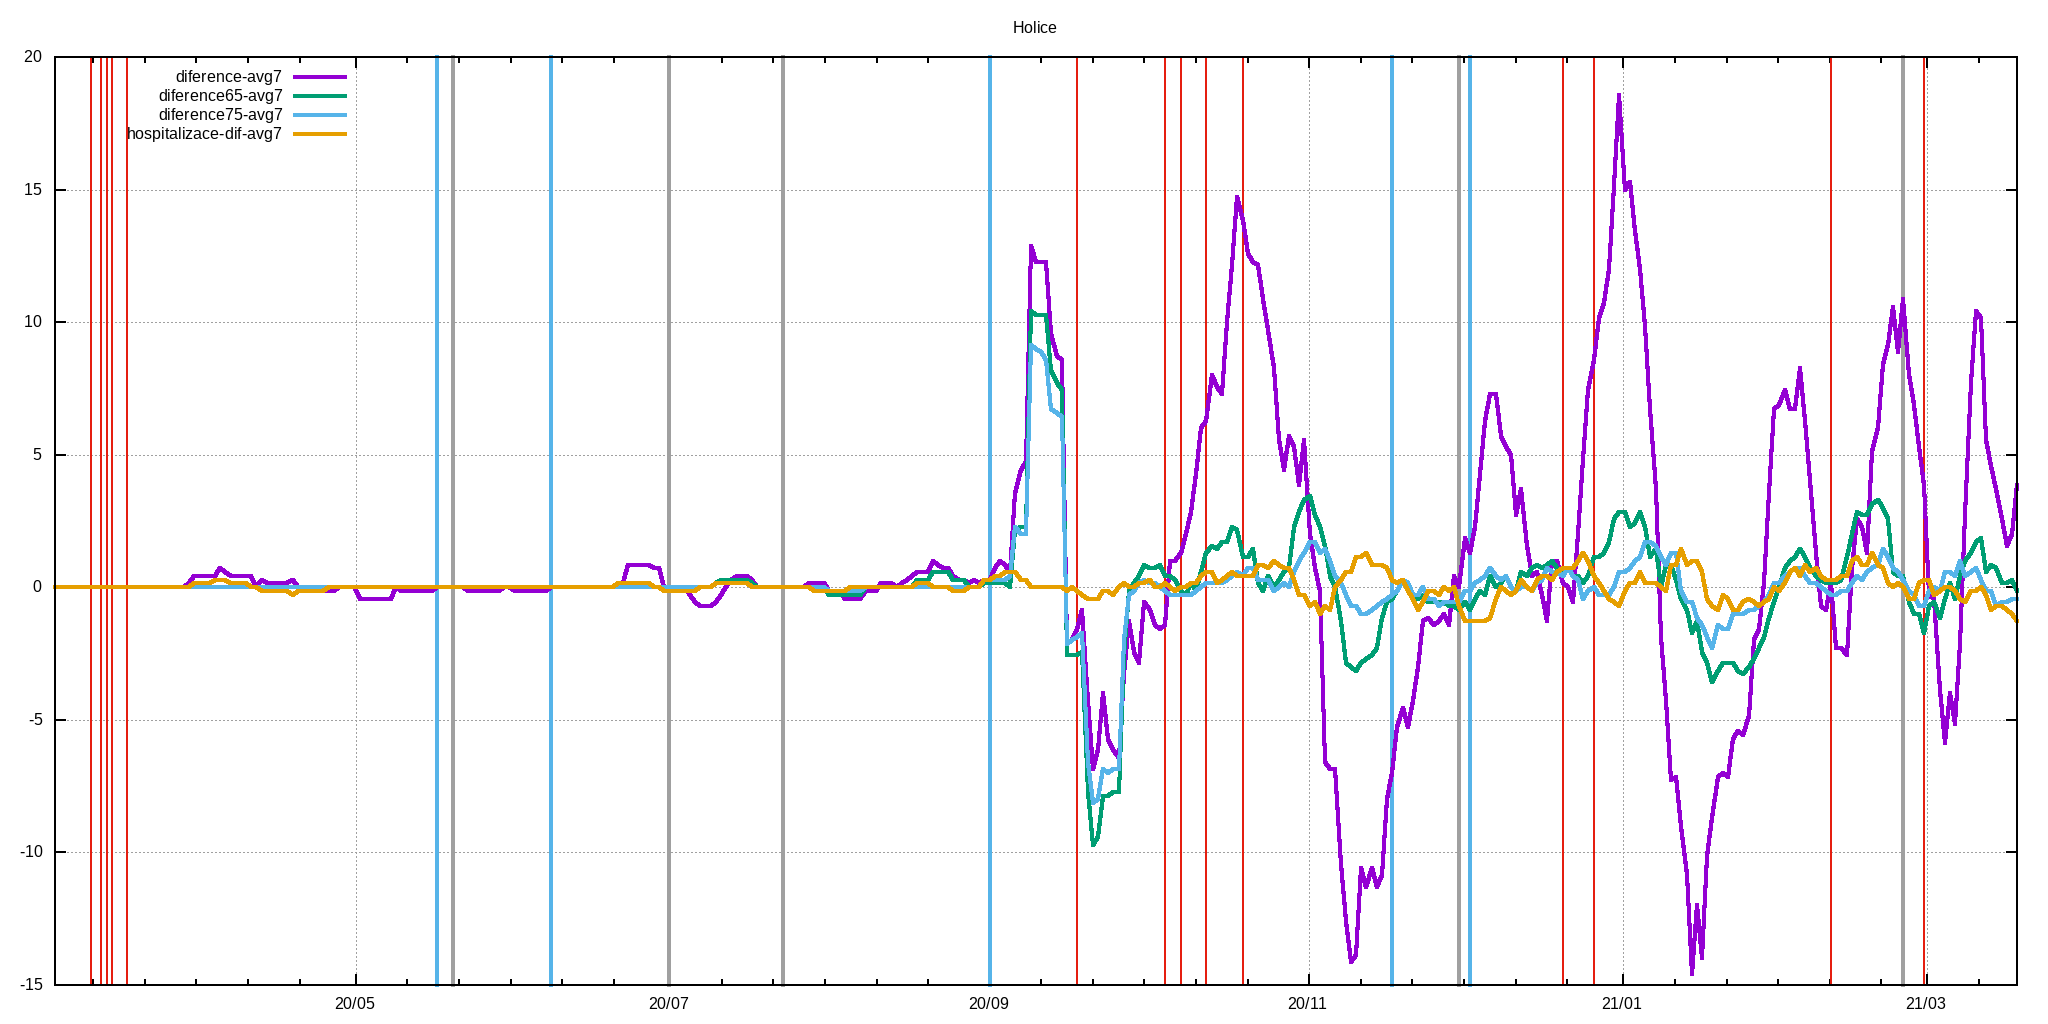 Holice
diference-avg7
diference65-avg7
diference75-avg7
hospitalizace-dif-avg7
20
15
10
5
0
-5
-10
-15
20/05 20/07 20/09 20/11 21/01 21/03